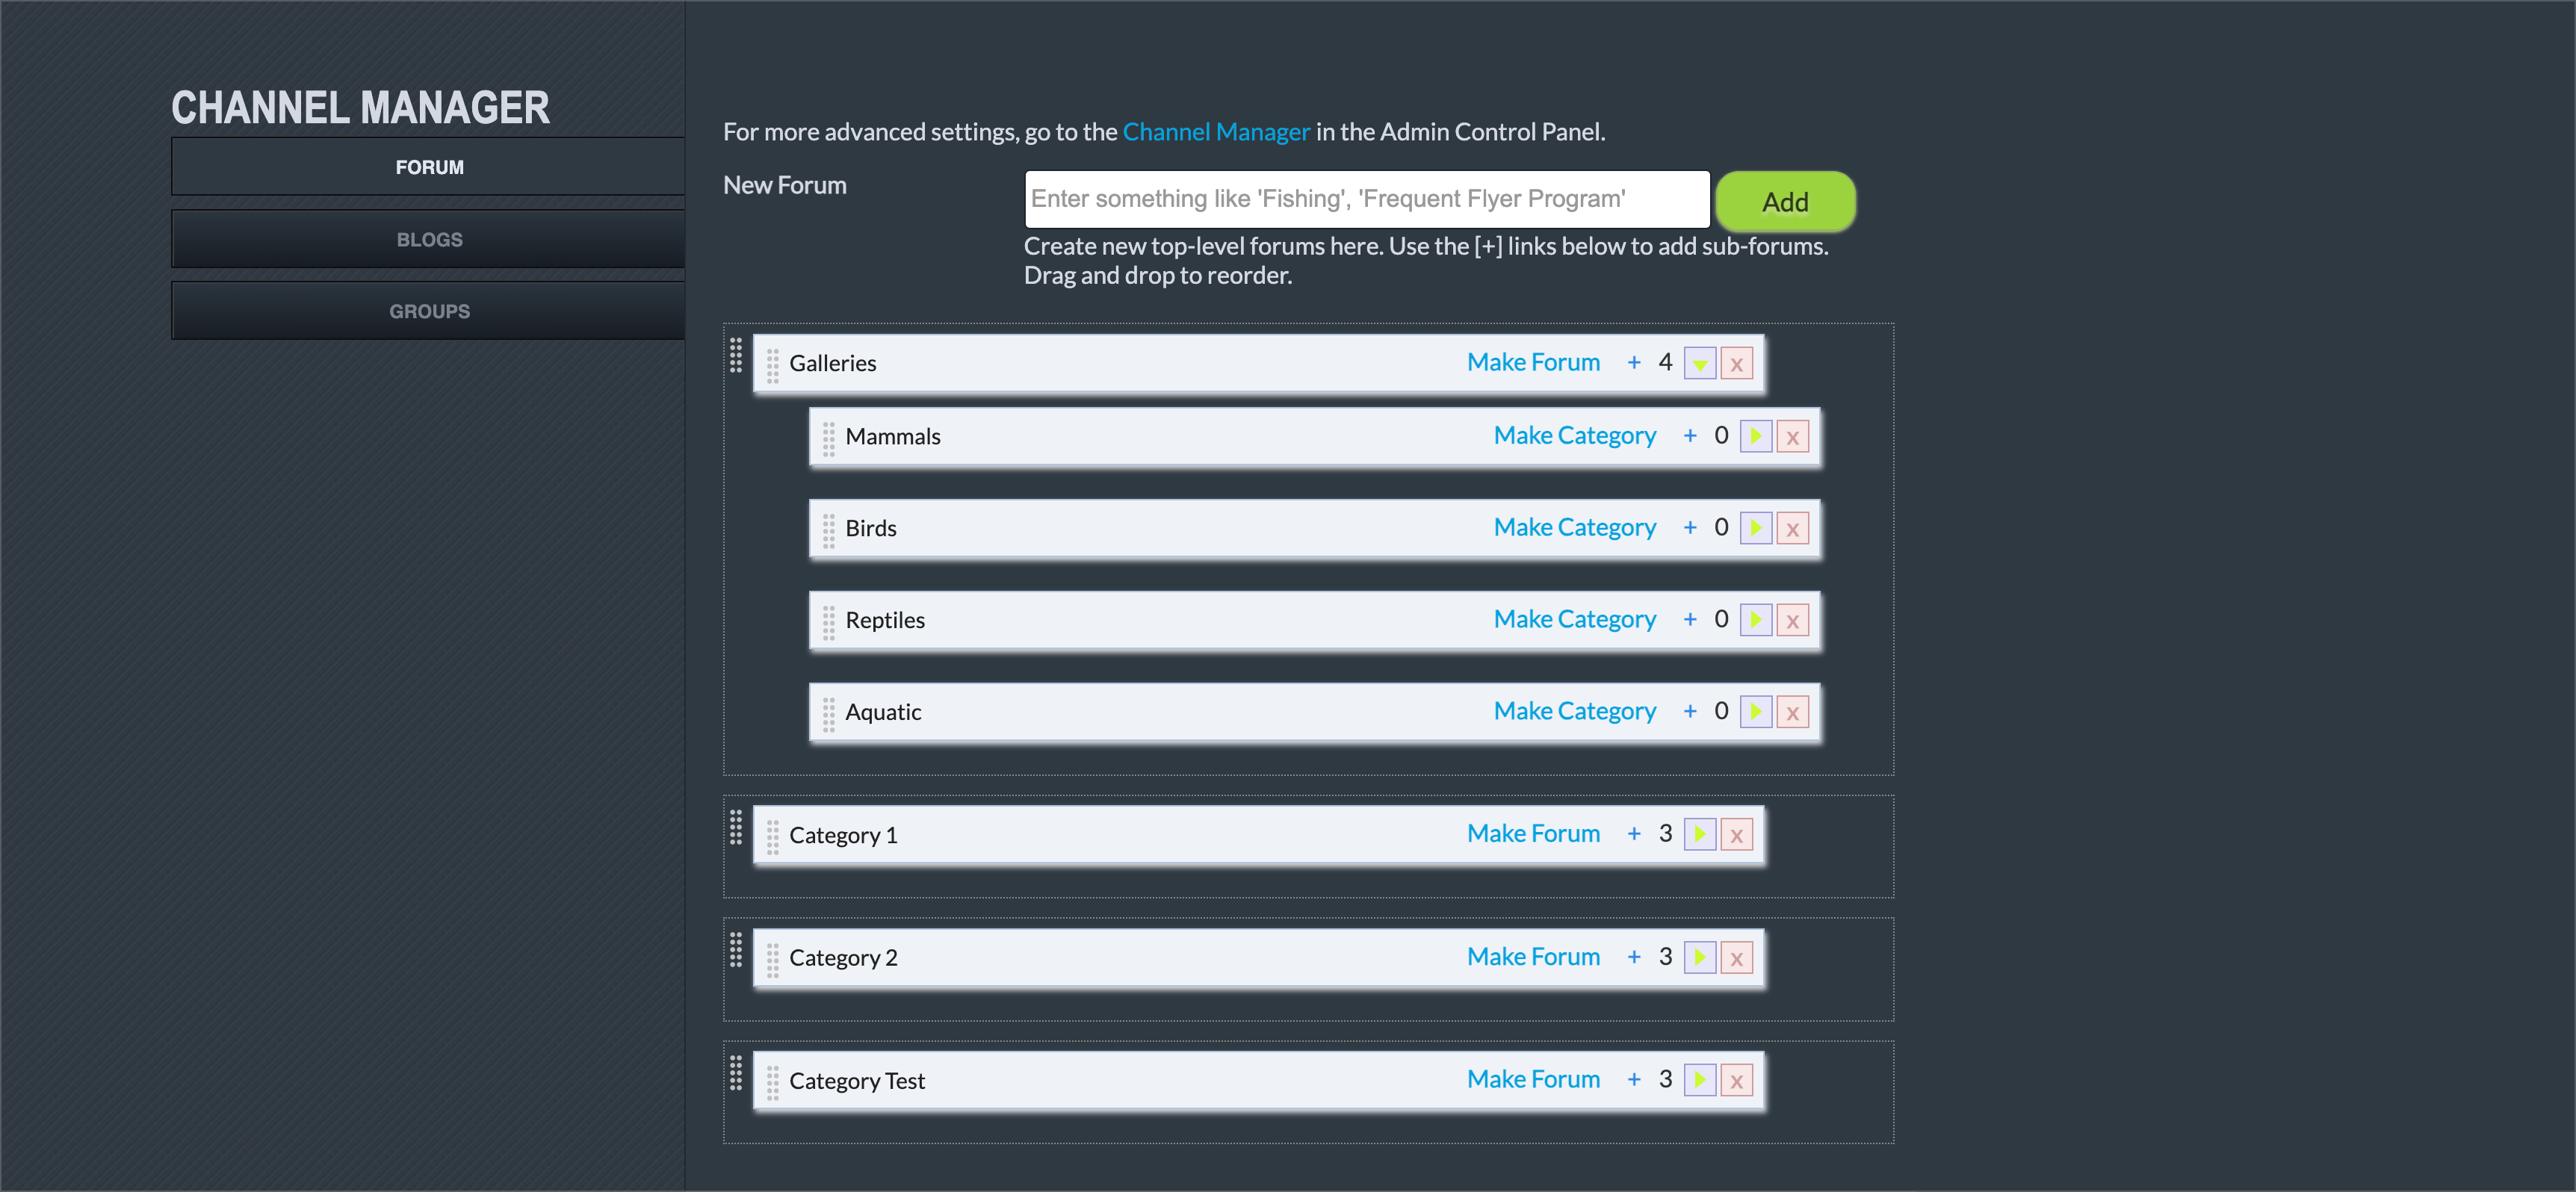 CHANNEL MANAGER
FORUM
BLOGS
GROUPS
For more advanced settings, go to the Channel Manager in the Admin Control Panel.
New Forum
Enter something like 'Fishing', 'Frequent Flyer Program'
Add
Create new top-level forums here. Use the [+] links below to add sub-forums.
Drag and drop to reorder.
Galleries Make Forum + 4 x
Mammals Make Category + 0 x
Birds Make Category + 0 x
Reptiles Make Category + 0 x
Aquatic Make Category + 0 x
Category 1 Make Forum + 3 x
Category 2 Make Forum + 3 x
Category Test Make Forum + 3 x